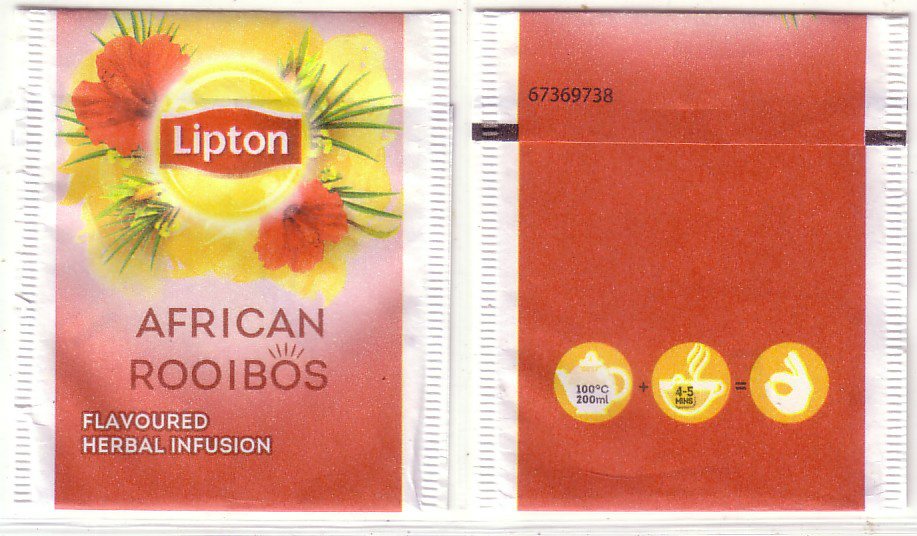 Lipton
AFRICAN
ROOIBOS
FLAVOURED
HERBAL INFUSION
67369738
100°C
200ml
+
4-5
MINS
=